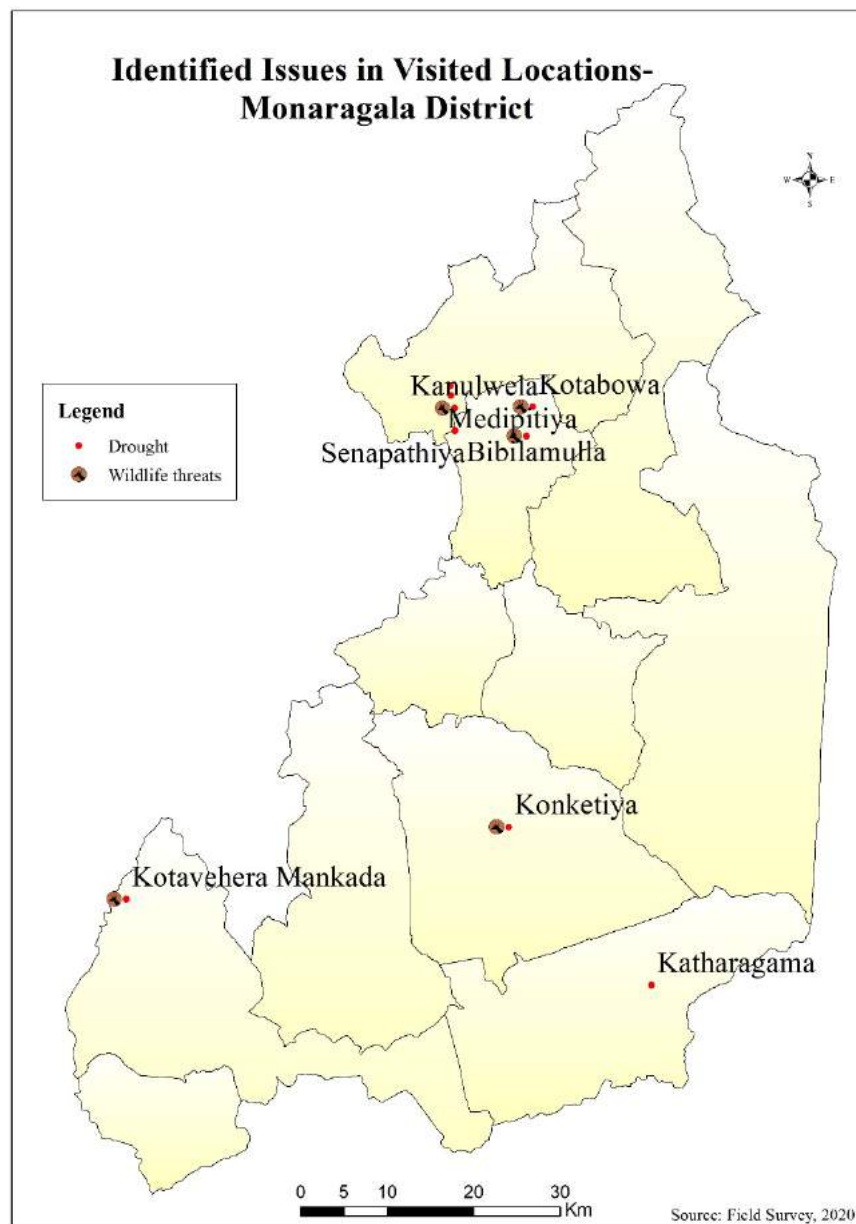 Identified Issues in Visited Locations-
Monaragala District
N
W E
S
Kanulwela Kotabowa
Medipitiya
Senapathiya Bibilamulla
Legend
Drought
Wildlife threats
Konketiya
Kotavehera Mankada
Katharagama
0 5 10 20 30
Km
Source: Field Survey, 2020